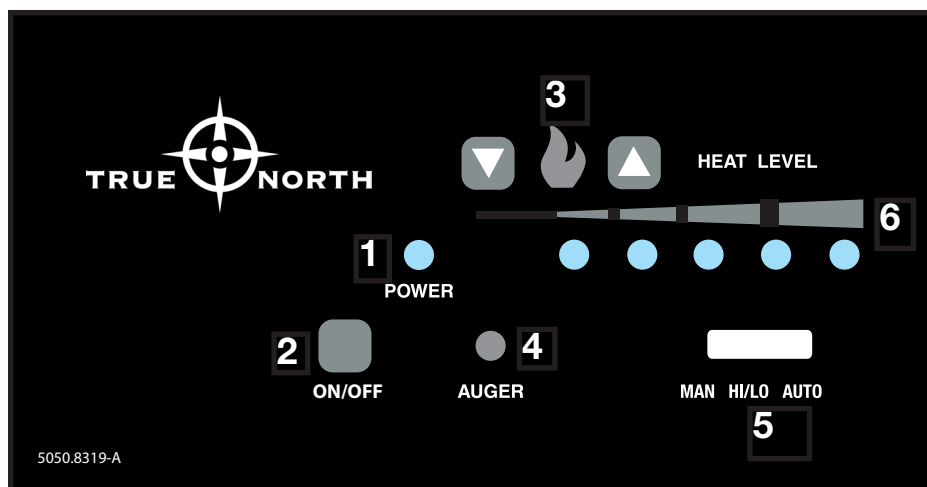 3
HEAT LEVEL
TRUE NORTH
6
1
POWER
2
4
ON/OFF
AUGER
MAN HI/LO AUTO
5
5050.8319-A